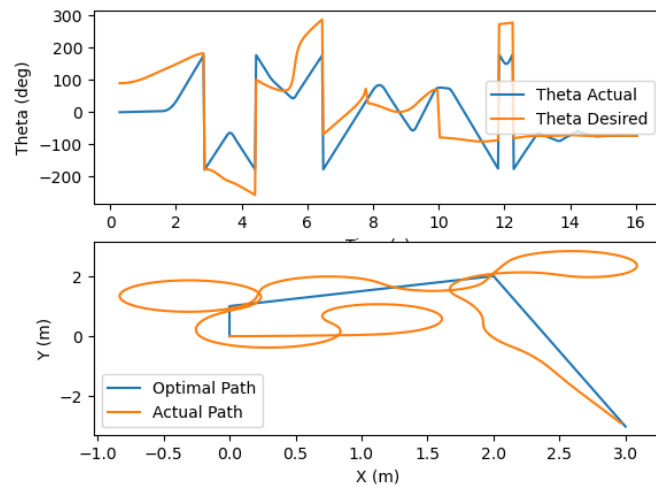 300
200
100
0
−100
−200
Theta (deg)
Theta Actual
Theta Desired
0 2 4 6 8 10 12 14 16
2
0
−2
Y (m)
Optimal Path
Actual Path
−1.0 −0.5 0.0 0.5 1.0 1.5 2.0 2.5 3.0
X (m)